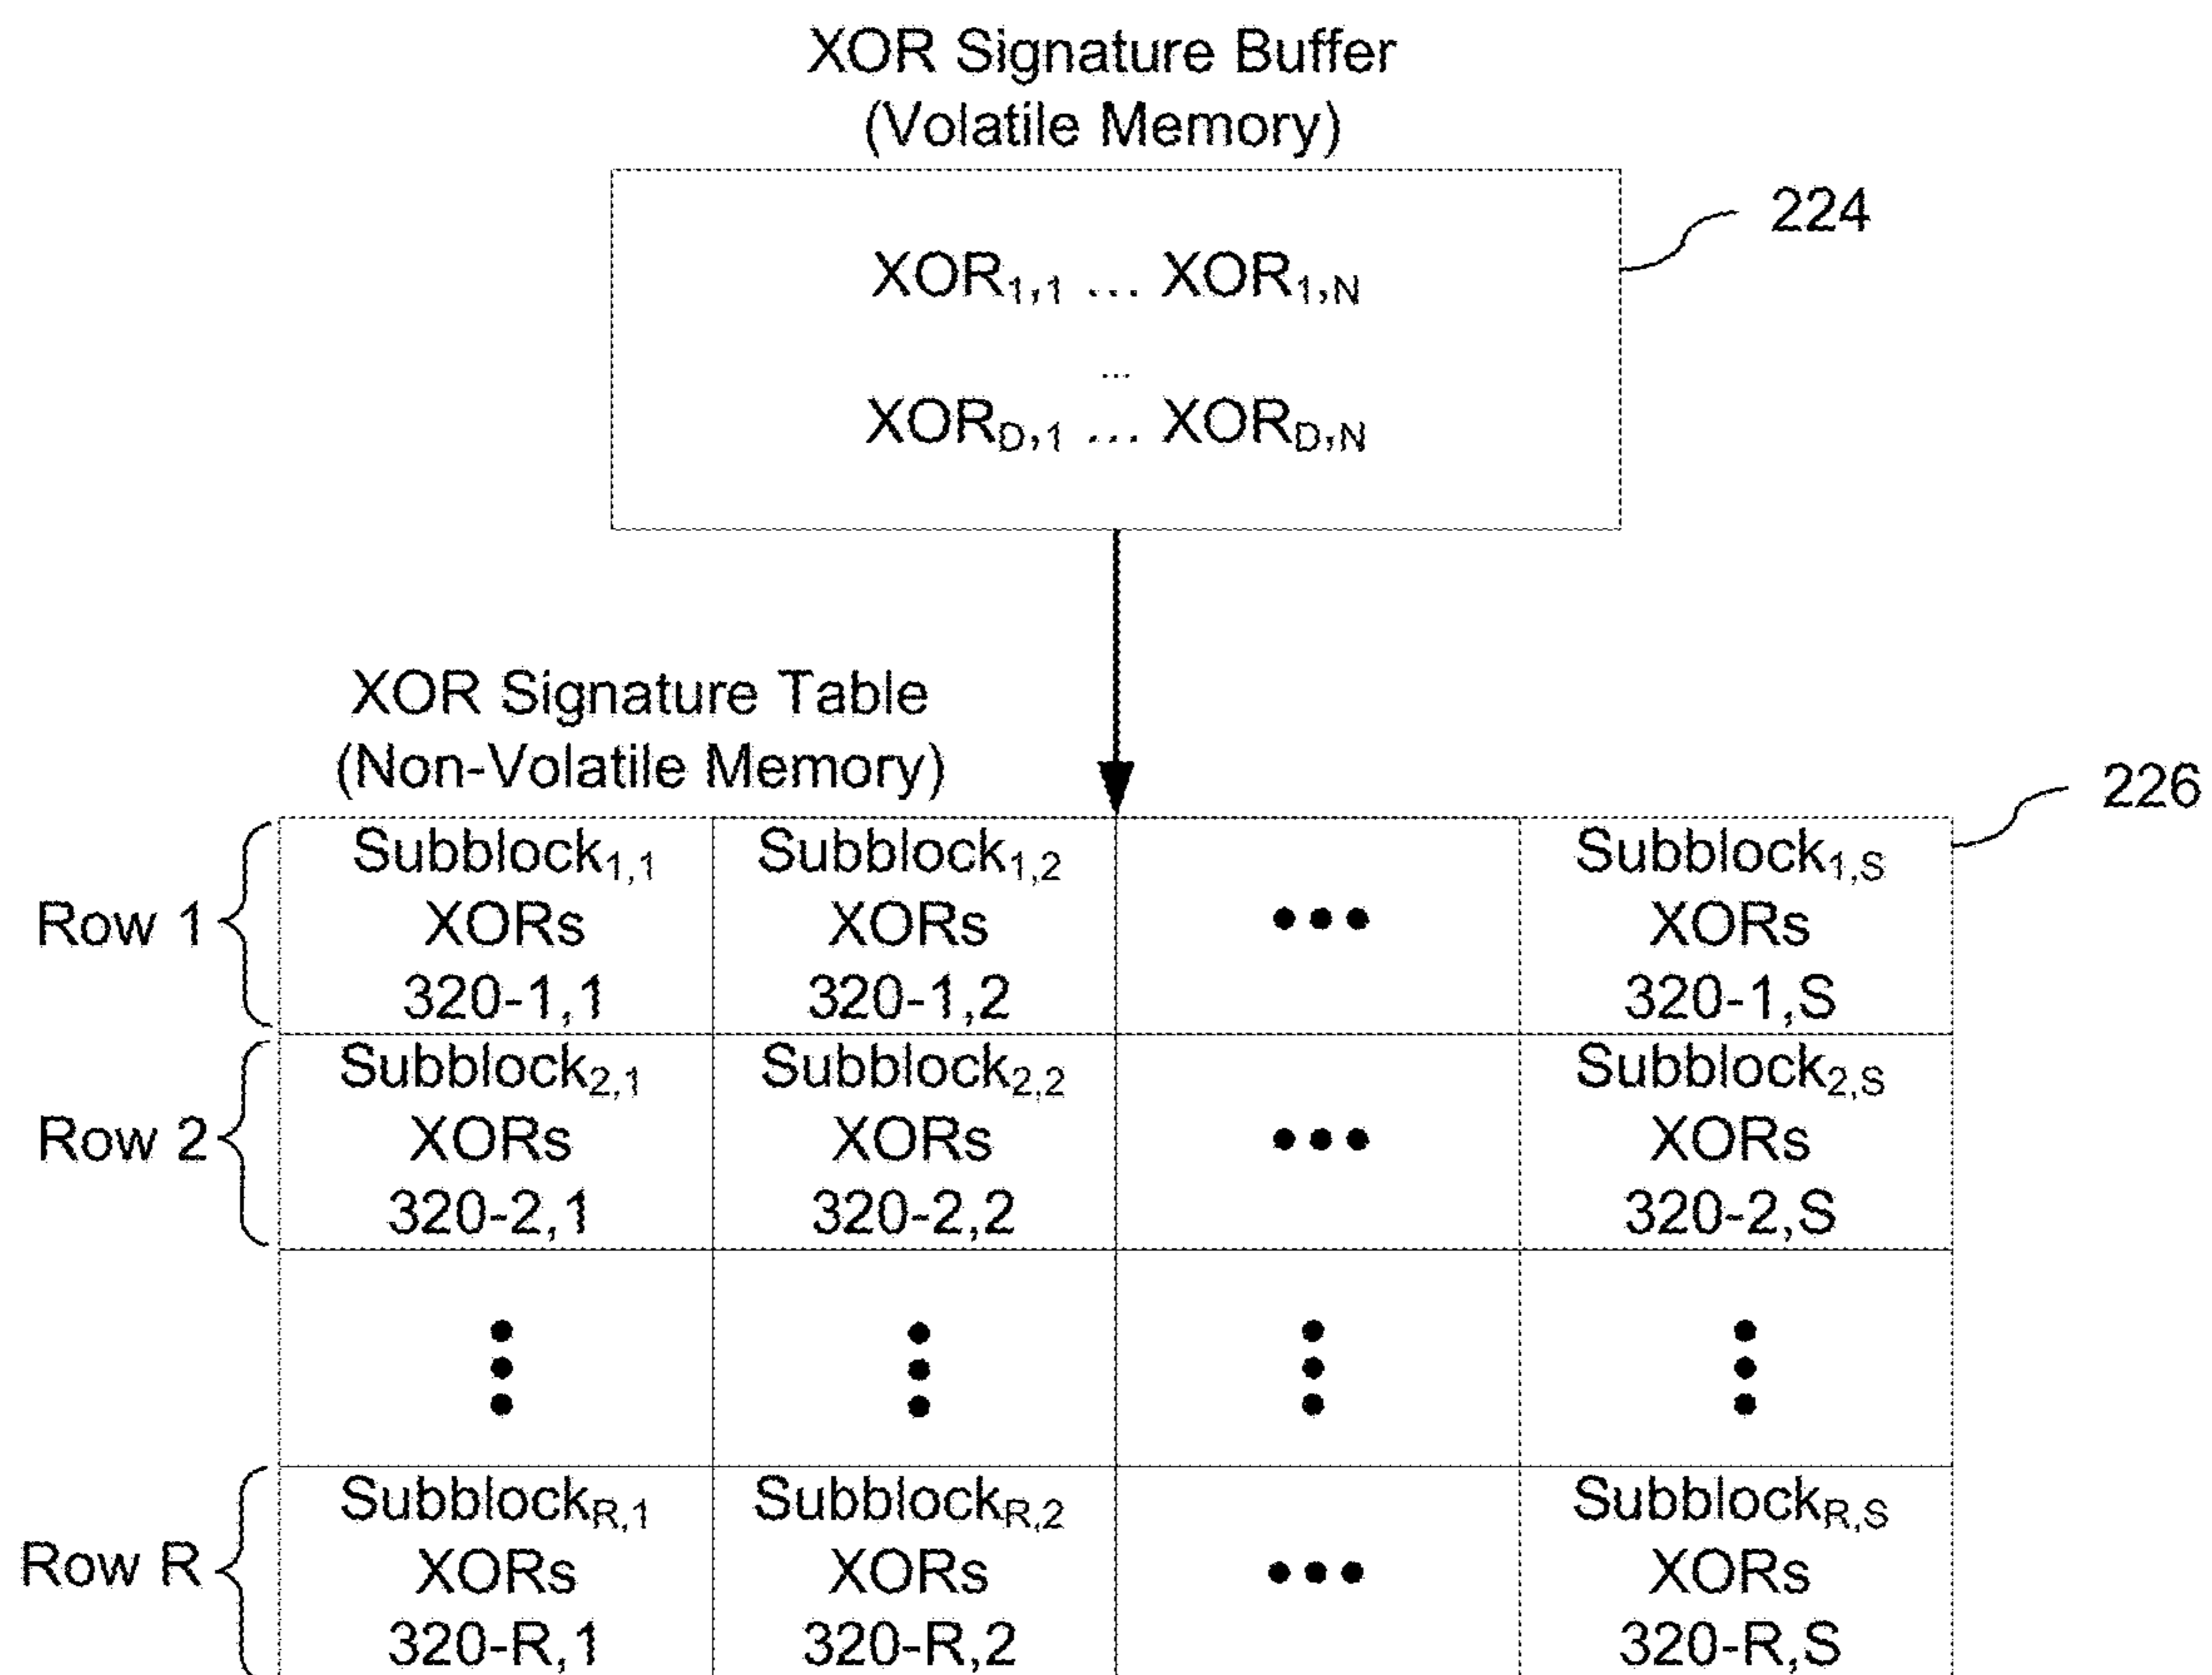 XOR Signature Buffer
(Volatile Memory)
224
XOR1,1 ... XOR1,N
...
XORD,1 ... XORD,N
XOR Signature Table
(Non-Volatile Memory)
226
Row 1
Subblock1,1
XORs
320-1,1
Subblock1,2
XORs
320-1,2
•••
Subblock1,S
XORs
320-1,S
Row 2
Subblock2,1
XORs
320-2,1
Subblock2,2
XORs
320-2,2
•••
Subblock2,S
XORs
320-2,S
Row R
SubblockR,1
XORs
320-R,1
SubblockR,2
XORs
320-R,2
•••
SubblockR,S
XORs
320-R,S